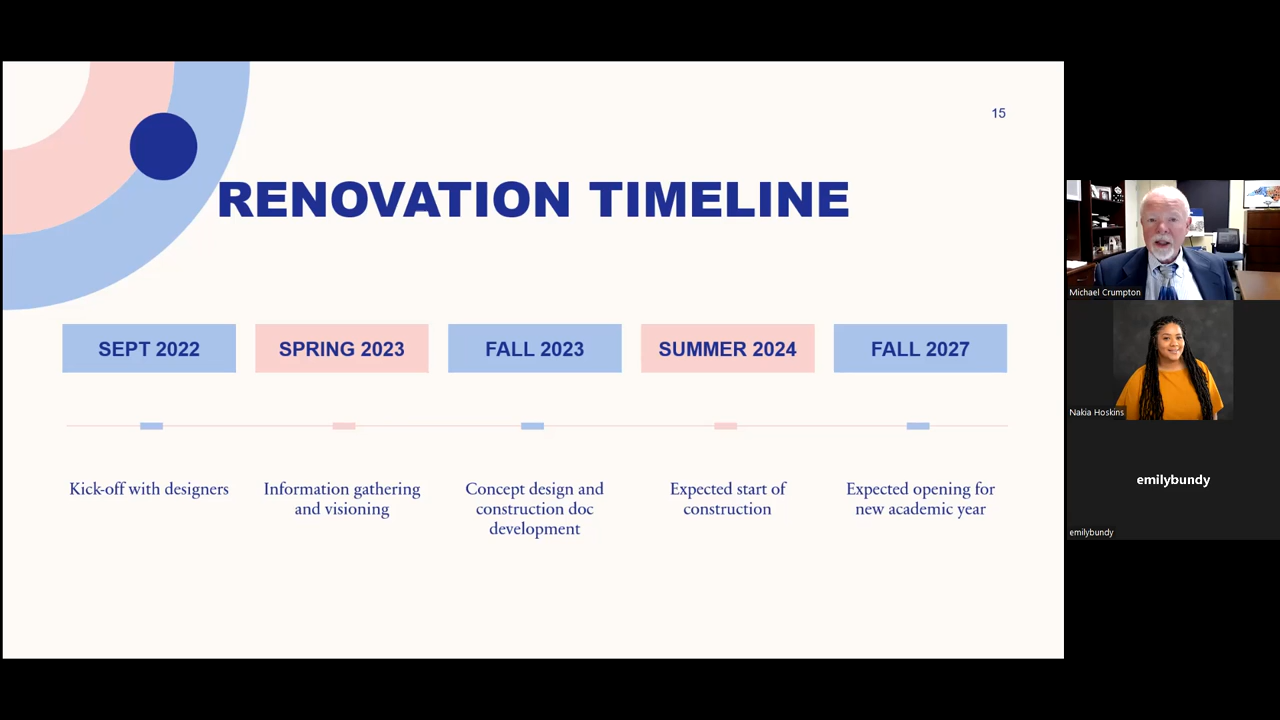 15
RENOVATION TIMELINE
SEPT 2022
SPRING 2023
FALL 2023
SUMMER 2024
FALL 2027
Kick-off with designers
Information gathering
and visioning
Concept design and
construction doc
development
Expected start of
construction
Expected opening for
new academic year
Michael Crumpton
Nakia Hoskins
emilybundy
emilybundy